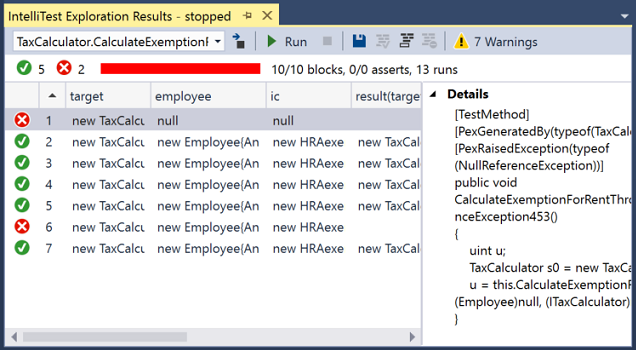 IntelliTest Exploration Results - stopped
TaxCalculator.CalculateExemptionF Run 7 Warnings
5 2 10/10 blocks, 0/0 asserts, 13 runs
target employee ic result(target
1 new TaxCalcu null null
2 new TaxCalcu new Employee{An new HRAexe new TaxCal
3 new TaxCalcu new Employee{An new HRAexe new TaxCal
4 new TaxCalcu new Employee{An new HRAexe new TaxCal
5 new TaxCalcu new Employee{An new HRAexe new TaxCal
6 new TaxCalcu new Employee{An new HRAexe
7 new TaxCalcu new Employee{An new HRAexe new TaxCal
Details
[TestMethod]
[PexGeneratedBy(typeof(TaxCal
[PexRaisedException(typeof
(NullReferenceException))]
public void
CalculateExemptionForRentThro
nceException453()
{
uint u;
TaxCalculator s0 = new TaxC
u = this.CalculateExemptionF
(Employee)null, (ITaxCalculator)
}